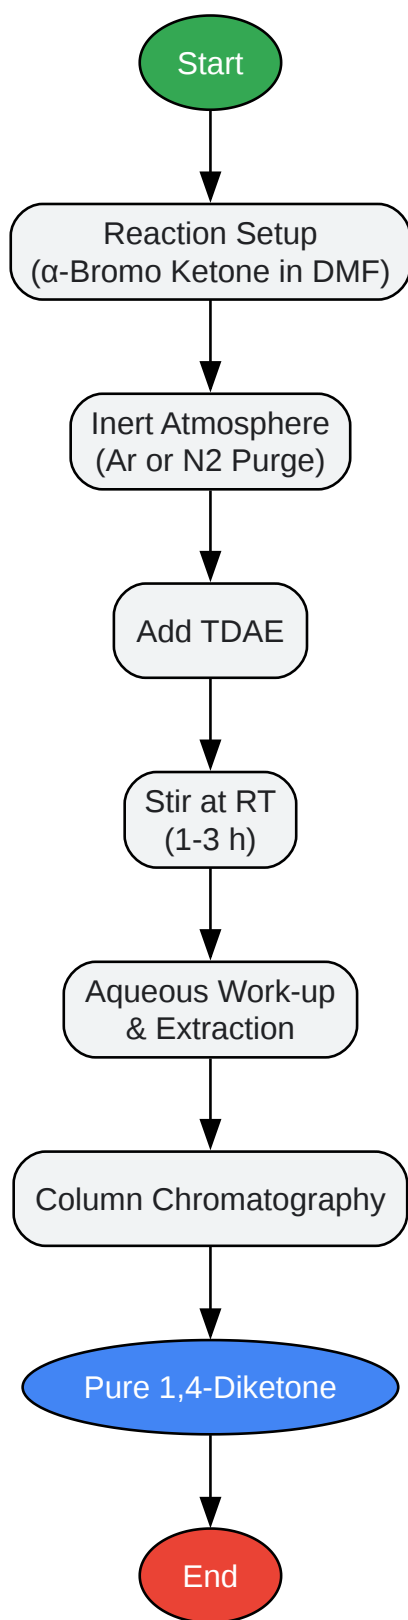 Start
Reaction Setup
(α-Bromo Ketone in DMF)
Inert Atmosphere
(Ar or N2 Purge)
Add TDAE
Stir at RT
(1-3 h)
Aqueous Work-up
& Extraction
Column Chromatography
Pure 1,4-Diketone
End